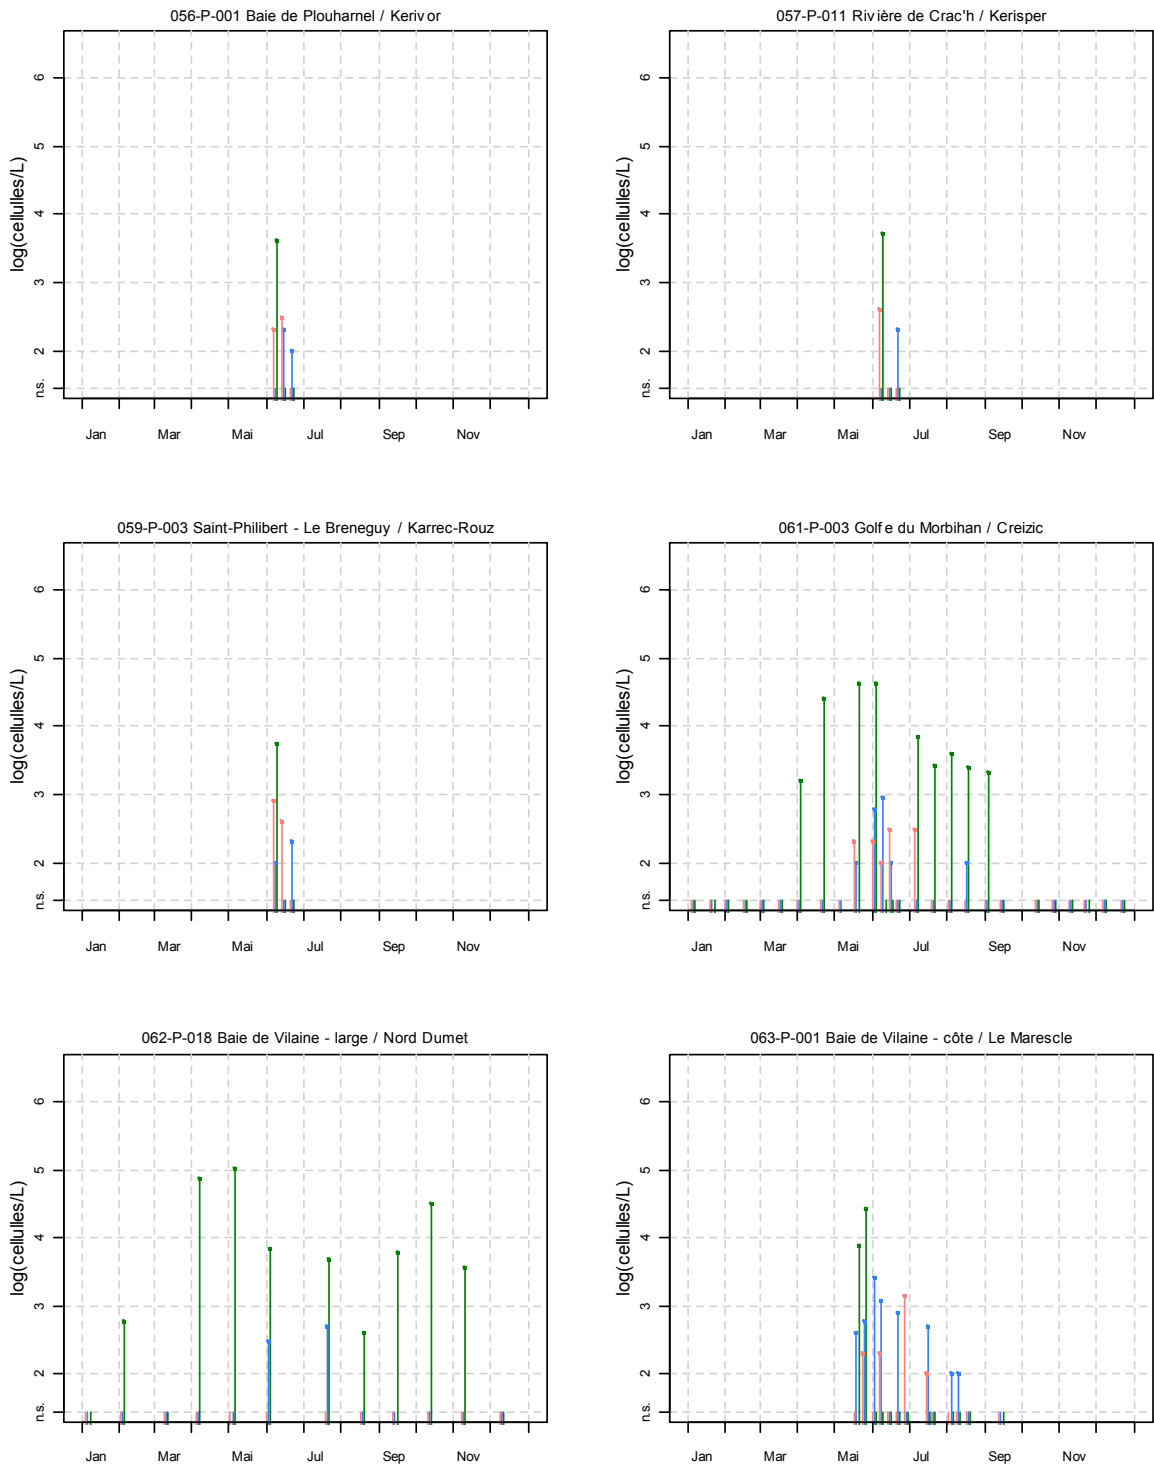 056-P-001 Baie de Plouharnel / Kerivor
log(cellulles/L)
6
5
4
3
2
n.s.
Jan Mar Mai Jul Sep Nov
057-P-011 Rivière de Crac'h / Kerisper
log(cellulles/L)
6
5
4
3
2
n.s.
Jan Mar Mai Jul Sep Nov
059-P-003 Saint-Philibert - Le Breneguy / Karrec-Rouz
log(cellulles/L)
6
5
4
3
2
n.s.
Jan Mar Mai Jul Sep Nov
061-P-003 Golfe du Morbihan / Creizic
log(cellulles/L)
6
5
4
3
2
n.s.
Jan Mar Mai Jul Sep Nov
062-P-018 Baie de Vilaine - large / Nord Dumet
log(cellulles/L)
6
5
4
3
2
n.s.
Jan Mar Mai Jul Sep Nov
063-P-001 Baie de Vilaine - côte / Le Marescle
log(cellulles/L)
6
5
4
3
2
n.s.
Jan Mar Mai Jul Sep Nov